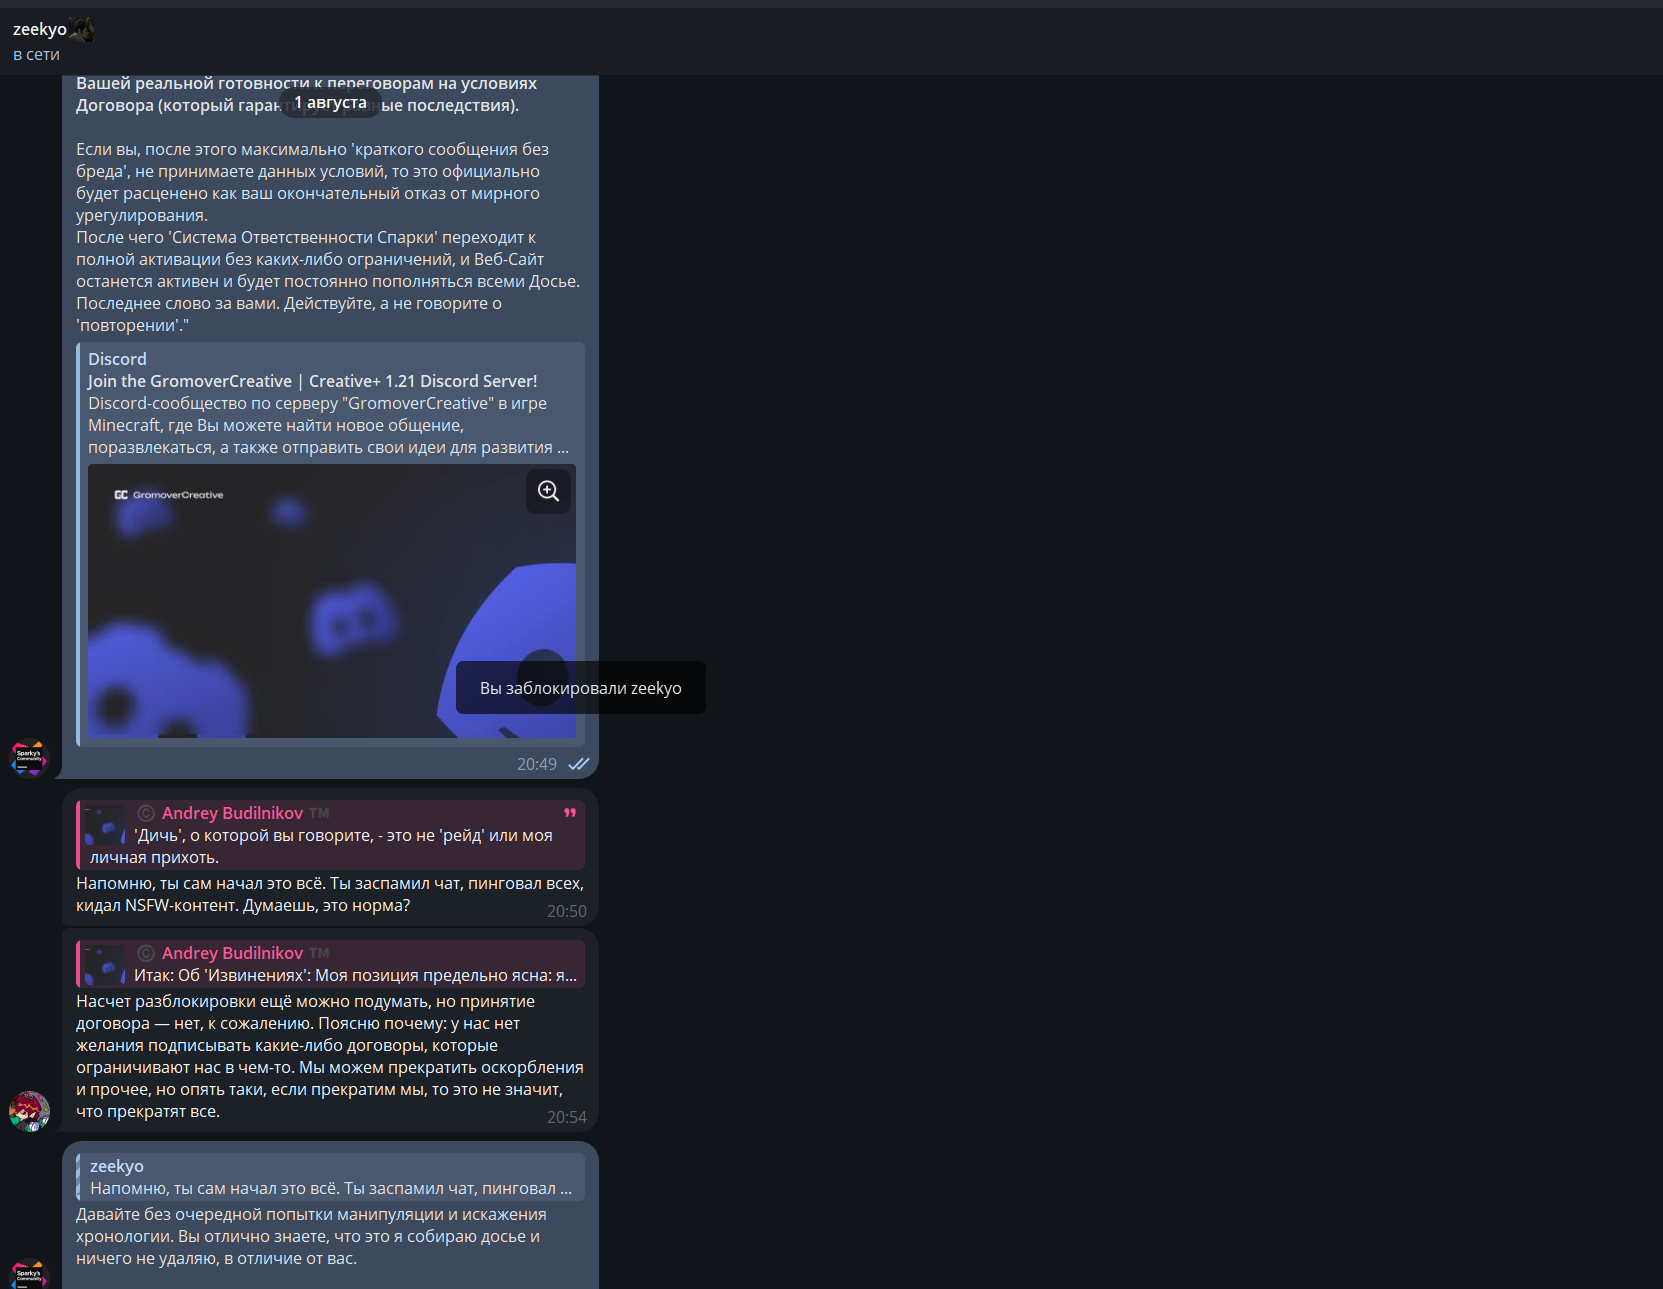 zeekyo
в сети
Вашей реальной готовности к переговорам на условиях
1 августа
Договора (который ные последствия).
Если вы, после этого максимально 'краткого сообщения без
бреда', не принимаете данных условий, то это официально
будет расценено как ваш окончательный отказ от мирного
урегулирования.
После чего 'Система Ответственности Спарки' переходит к
полной активации без каких-либо ограничений, и Веб-Сайт
останется активен и будет постоянно пополняться всеми Досье.
Последнее слово за вами. Действуйте, а не говорите о
'повторении'."
Discord
Join the GromoverCreative | Creative+ 1.21 Discord Server!
Discord-сообщество по серверу "GromoverCreative" в игре
Minecraft, где Вы можете найти новое общение,
поразвлекаться, а также отправить свои идеи для развития ...
GC GromoverCreative
Вы заблокировали zeekyo
Sparky's
Community
20:49
© Andrey Budilnikov TM
'Дичь', о которой вы говорите, - это не 'рейд' или моя
личная прихоть.
Напомню, ты сам начал это всё. Ты заспамил чат, пинговал всех,
кидал NSFW-контент. Думаешь, это норма?
20:50
© Andrey Budilnikov TM
Итак: Об 'Извинениях': Моя позиция предельно ясна: я...
Насчет разблокировки ещё можно подумать, но принятие
договора — нет, к сожалению. Поясню почему: у нас нет
желания подписывать какие-либо договоры, которые
ограничивают нас в чем-то. Мы можем прекратить оскорбления
и прочее, но опять таки, если прекратим мы, то это не значит,
что прекратят все.
20:54
zeekyo
Напомню, ты сам начал это всё. Ты заспамил чат, пинговал ...
Давайте без очередной попытки манипуляции и искажения
хронологии. Вы отлично знаете, что это я собираю досье и
ничего не удаляю, в отличие от вас.
Sparky's
Community